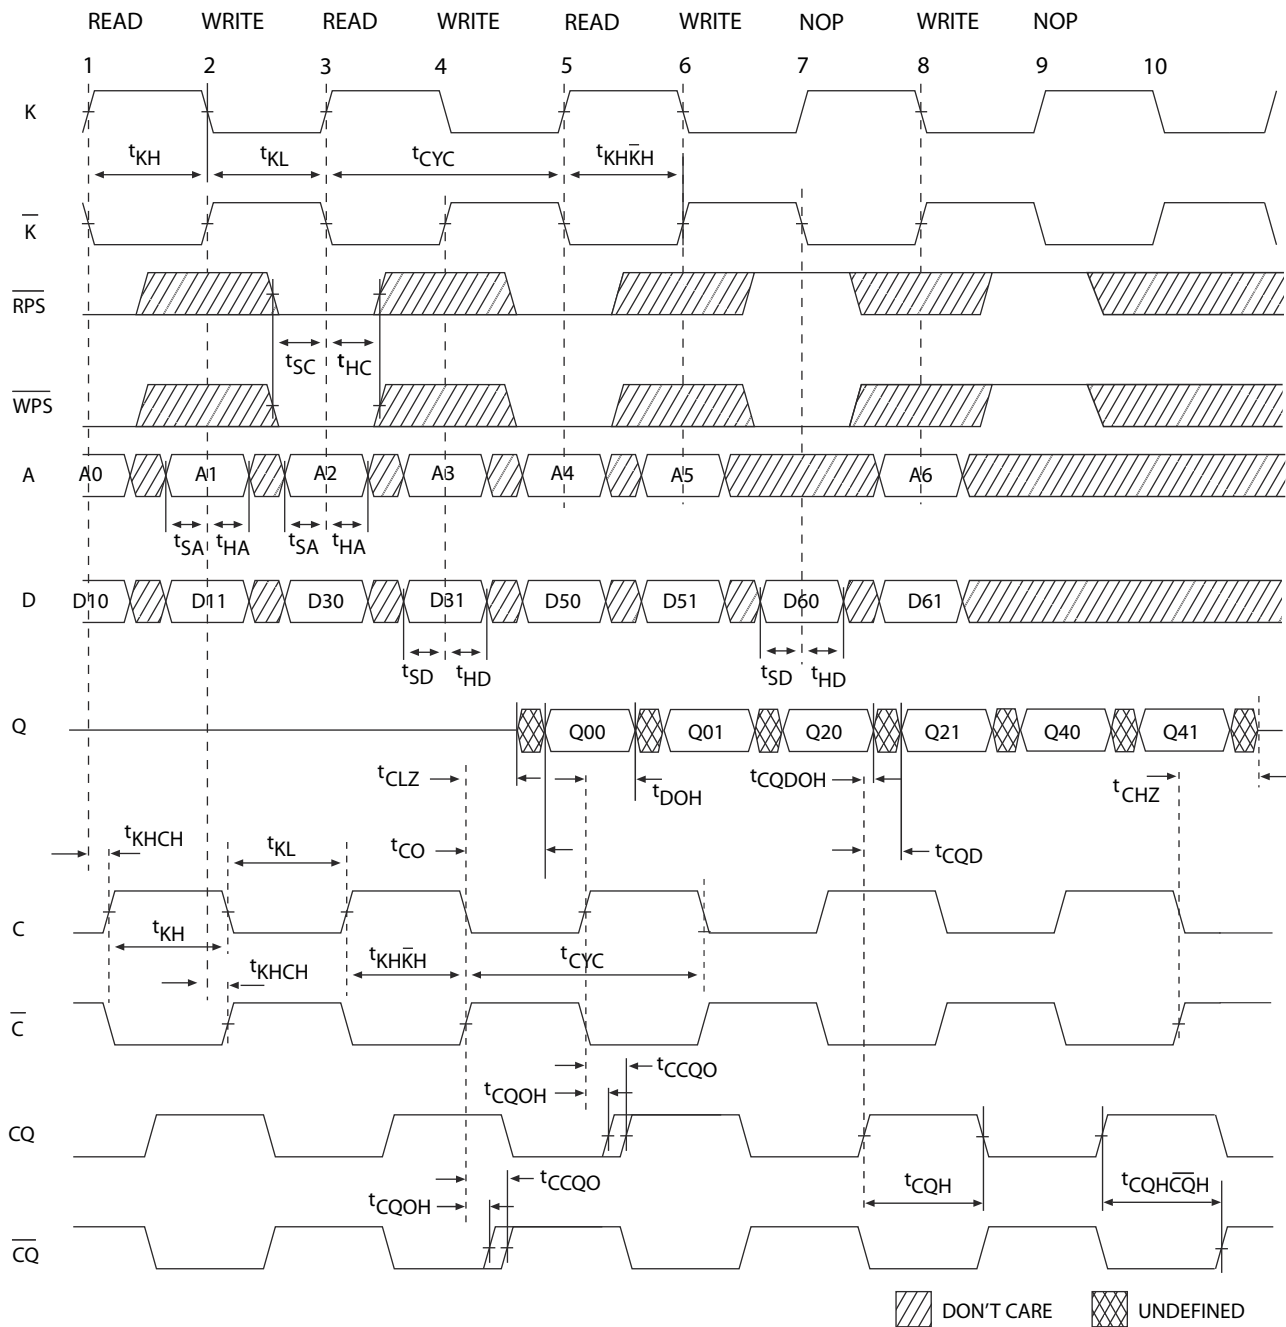 READ WRITE READ WRITE READ WRITE NOP WRITE NOP
1 2 3 4 5 6 7 8 9 10
K
tKH tKL tCYC tKHK̅H
K̅
R̅P̅S̅
tSC tHC
W̅P̅S̅
A A0 A1 A2 A3 A4 A5 A6
tSA tHA tSA tHA
D D10 D11 D30 D31 D50 D51 D60 D61
tSD tHD tSD tHD
Q Q00 Q01 Q20 Q21 Q40 Q41
tCLZ tDOH tCQDOH tCHZ
tKHCH tKL tCO tCQD
C
tKH tKHK̅H tCYC
tKHCH
C̅
tCCQO
tCQOH
CQ
tCCQO tCQH tCQHC̅Q̅H
tCQOH
C̅Q̅
DON'T CARE UNDEFINED